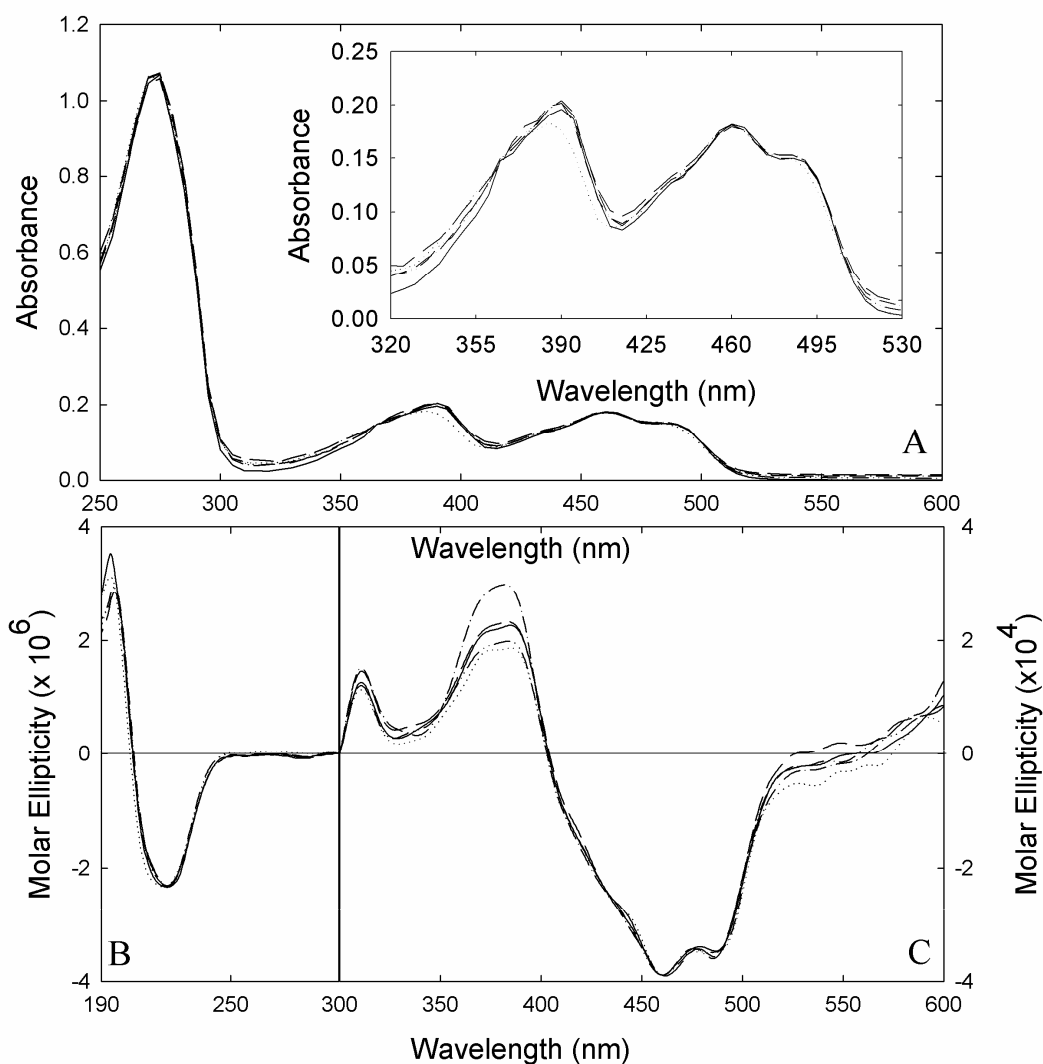 1.2
1.0
0.8
0.6
0.4
0.2
0.0
Absorbance
250 300 350 400 450 500 550 600
Wavelength (nm)
A
0.25
0.20
0.15
0.10
0.05
0.00
Absorbance
320 355 390 425 460 495 530
Wavelength (nm)
4
2
0
-2
-4
Molar Ellipticity (x 10^6)
B
C
4
2
0
-2
-4
Molar Ellipticity (x10^4)
190 250 300 350 400 450 500 550 600
Wavelength (nm)